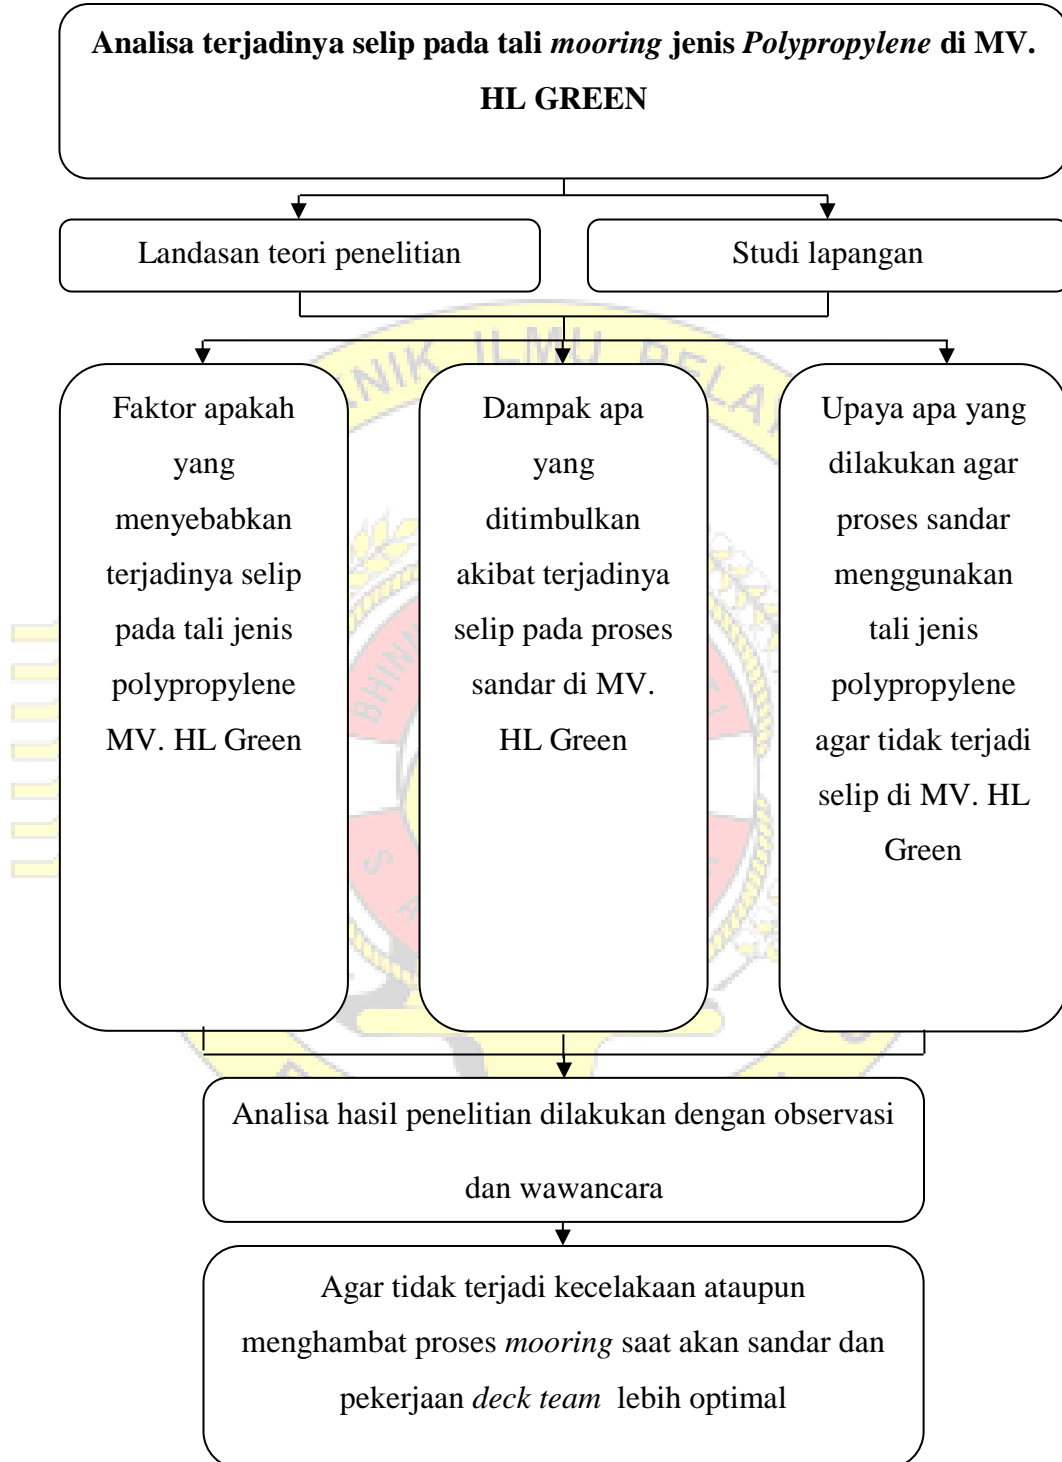 Analisa terjadinya selip pada tali mooring jenis Polypropylene di MV.
HL GREEN
Landasan teori penelitian
Studi lapangan
Faktor apakah
yang
menyebabkan
terjadinya selip
pada tali jenis
polypropylene
MV. HL Green
Dampak apa
yang
ditimbulkan
akibat terjadinya
selip pada proses
sandar di MV.
HL Green
Upaya apa yang
dilakukan agar
proses sandar
menggunakan
tali jenis
polypropylene
agar tidak terjadi
selip di MV. HL
Green
Analisa hasil penelitian dilakukan dengan observasi
dan wawancara
Agar tidak terjadi kecelakaan ataupun
menghambat proses mooring saat akan sandar dan
pekerjaan deck team lebih optimal